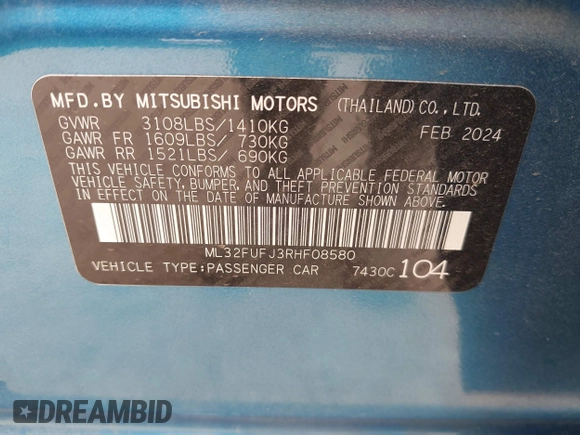 MFD.BY MITSUBISHI MOTORS (THAILAND) CO., LTD.
GVWR 3108LBS/1410KG FEB 2024
GAWR FR 1609LBS/ 730KG
GAWR RR 1521LBS/ 690KG
THIS VEHICLE CONFORMS TO ALL APPLICABLE FEDERAL MOTOR
VEHICLE SAFETY, BUMPER, AND THEFT PREVENTION STANDARDS
IN EFFECT ON THE DATE OF MANUFACTURE SHOWN ABOVE.
ML32FUFJ3RHF08580
VEHICLE TYPE:PASSENGER CAR 7430C 104
DREAMBID